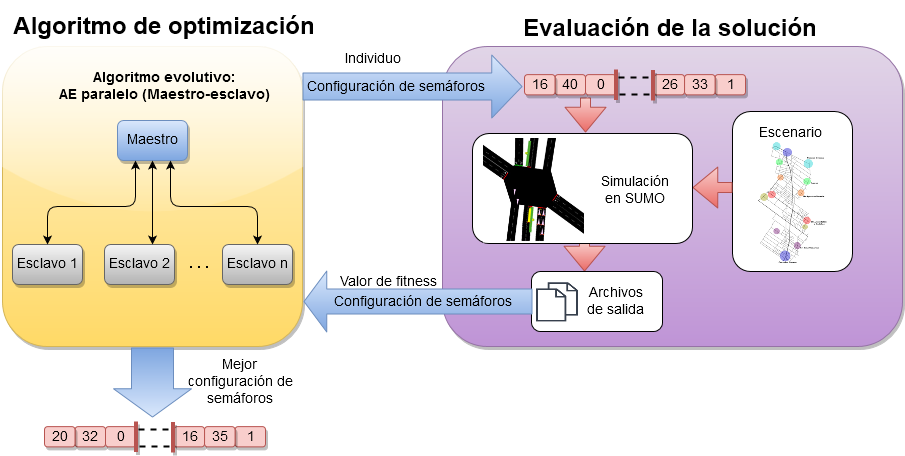 Algoritmo de optimización
Evaluación de la solución
Algoritmo evolutivo:
AE paralelo (Maestro-esclavo)
Maestro
Esclavo 1
Esclavo 2
. . .
Esclavo n
Individuo
Configuración de semáforos
16 40 0 26 33 1
Simulación
en SUMO
Escenario
Archivos
de salida
Valor de fitness
Configuración de semáforos
Mejor
configuración de
semáforos
20 32 0 16 35 1